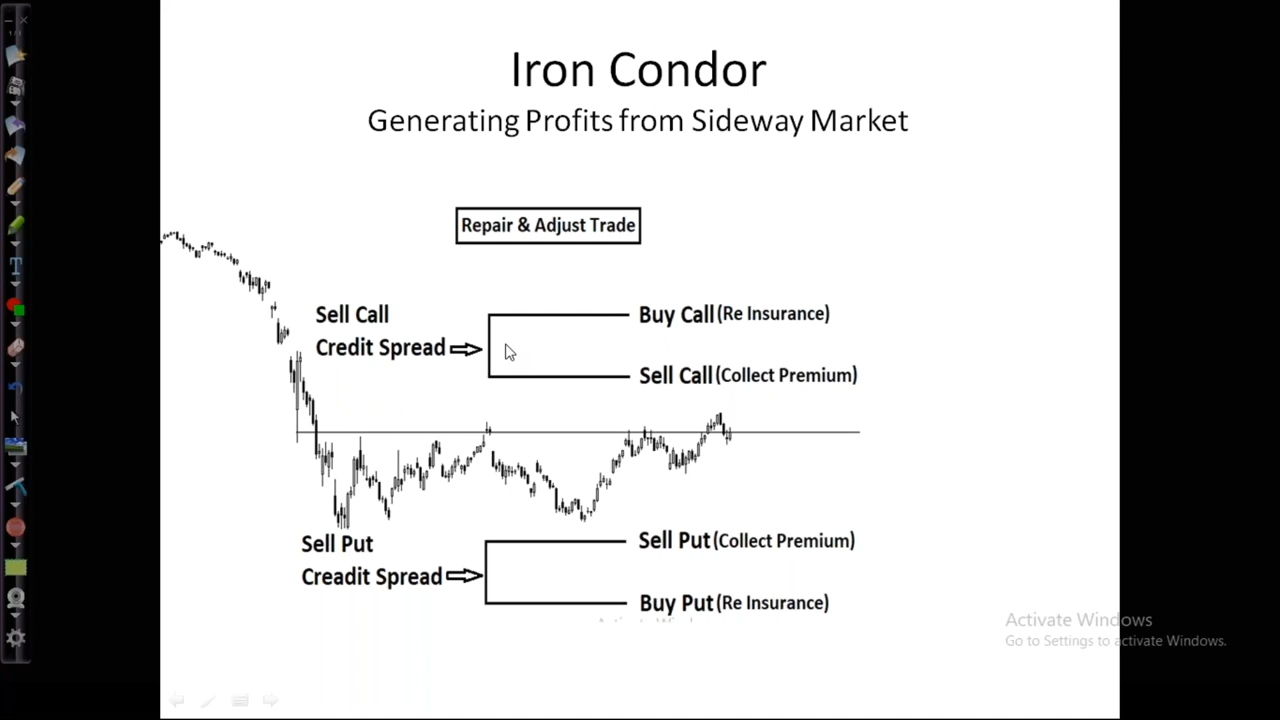 Iron Condor
Generating Profits from Sideway Market
Repair & Adjust Trade
Sell Call
Credit Spread
Buy Call (Re Insurance)
Sell Call (Collect Premium)
Sell Put
Creadit Spread
Sell Put (Collect Premium)
Buy Put (Re Insurance)
Activate Windows
Go to Settings to activate Windows.